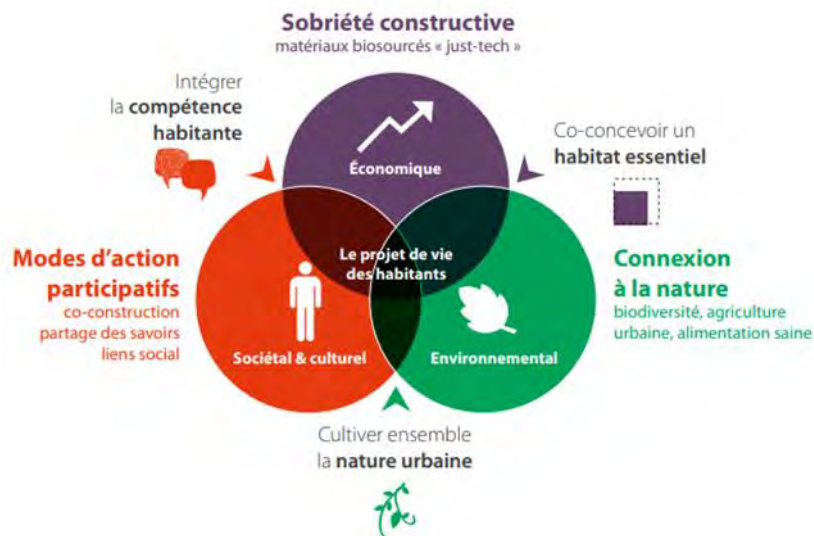 Sobriété constructive
matériaux biosourcés « just-tech »
Intégrer
la compétence
habitante
Économique
Co-concevoir un
habitat essentiel
Modes d'action
participatifs
co-construction
partage des savoirs
liens social
Le projet de vie
des habitants
Connexion
à la nature
biodiversité, agriculture
urbaine, alimentation saine
Sociétal & culturel
Environnemental
Cultiver ensemble
la nature urbaine